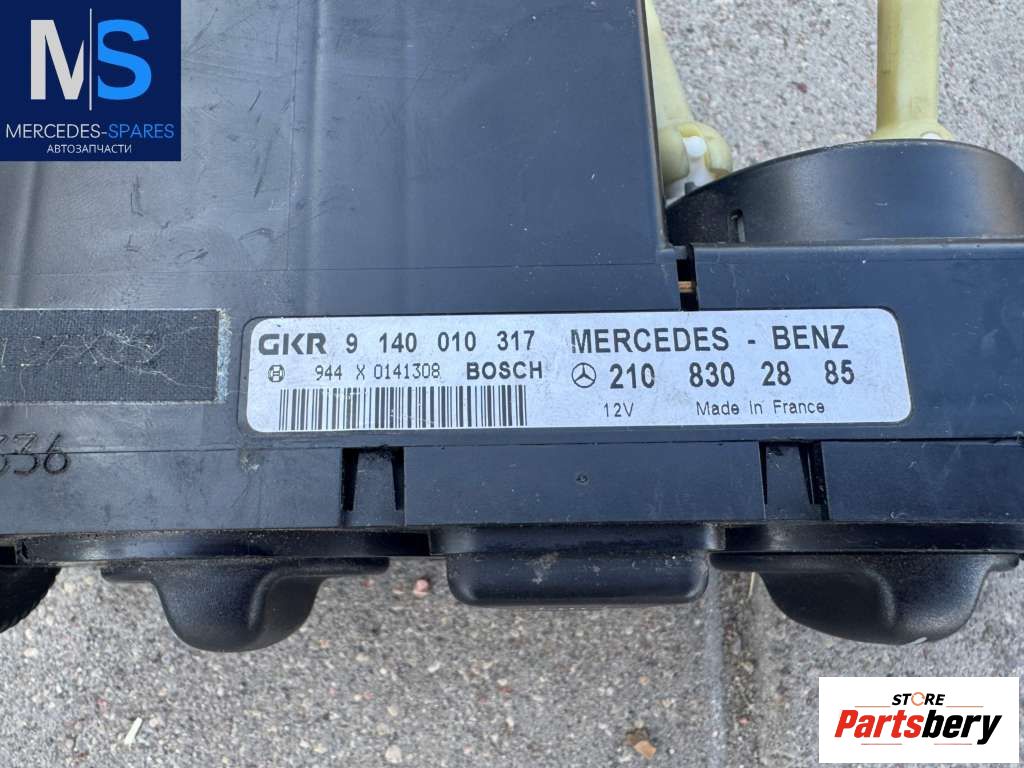 MS
MERCEDES-SPARES
АВТОЗАПЧАСТИ
GKR 9 140 010 317 MERCEDES - BENZ
944 X 0141308 BOSCH 210 830 28 85
12V Made in France
336
STORE
Partsbery